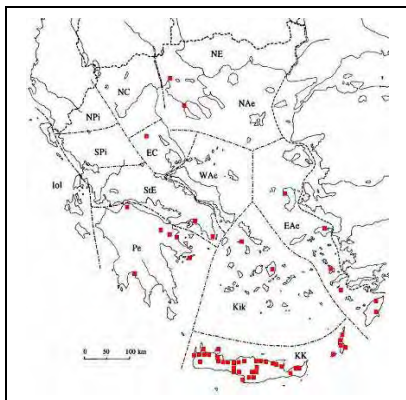 NE
NC
NAe
NPi
SPi
EC
WAe
IoI
StE
EAe
Pe
Kik
KK
0 50 100 km